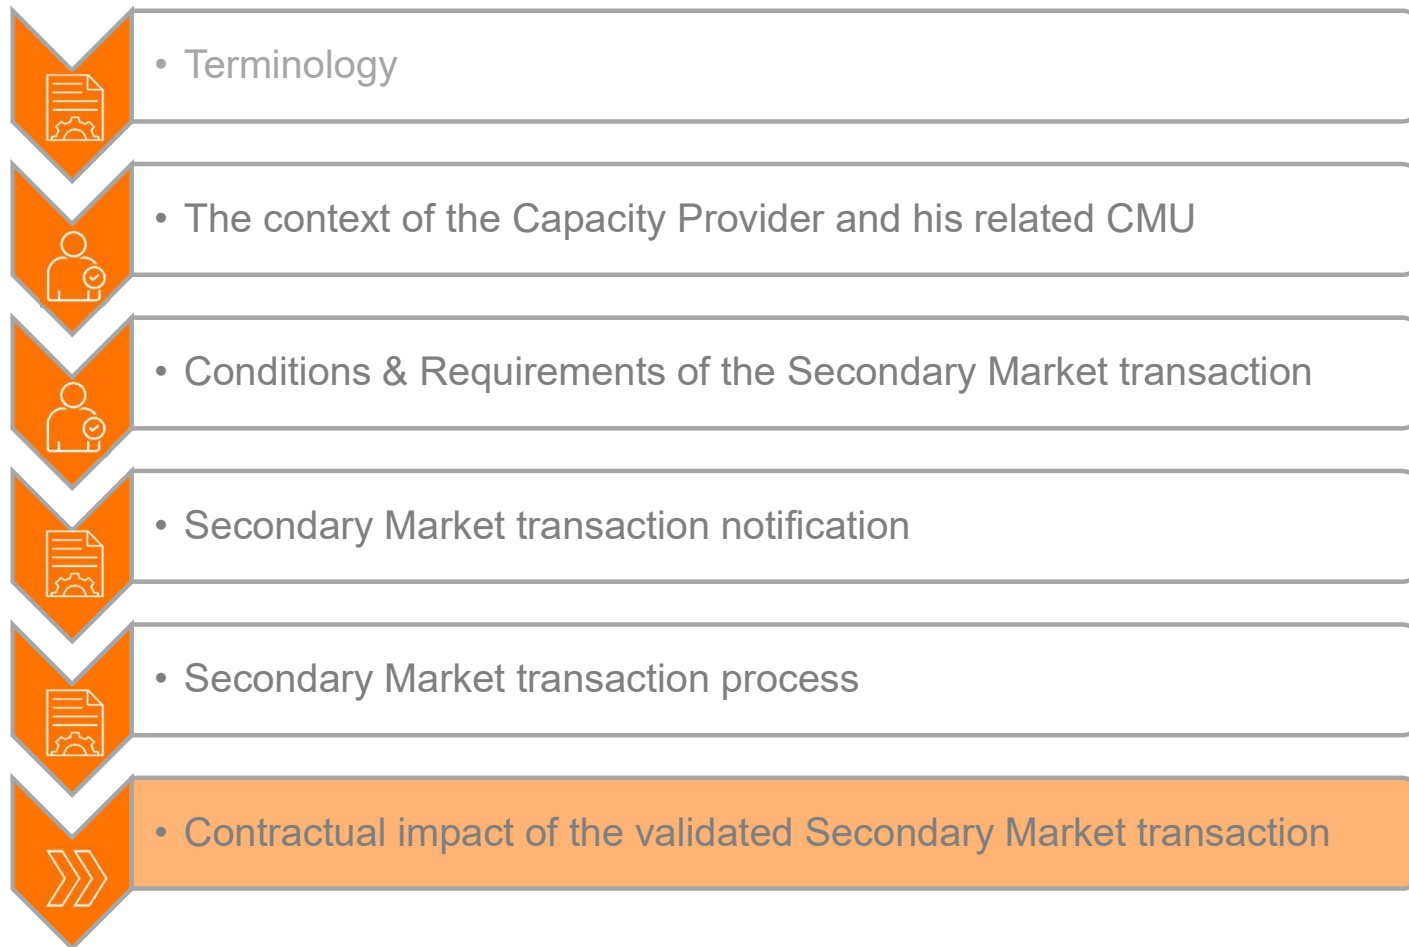 • Terminology
• The context of the Capacity Provider and his related CMU
• Conditions & Requirements of the Secondary Market transaction
• Secondary Market transaction notification
• Secondary Market transaction process
• Contractual impact of the validated Secondary Market transaction